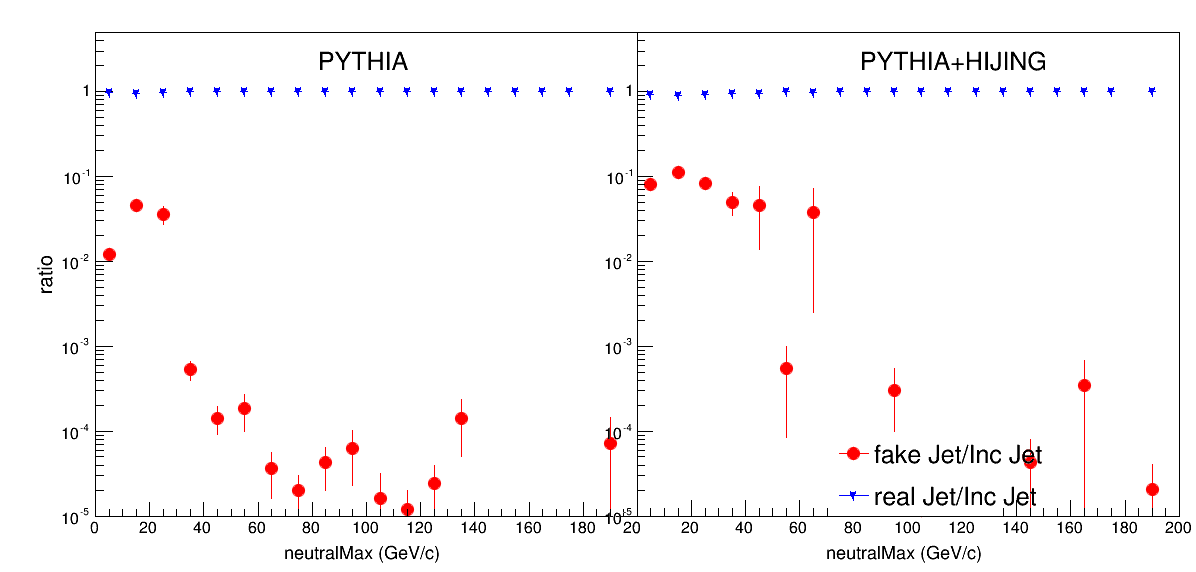 PYTHIA
PYTHIA+HIJING
1
10^-1
10^-2
10^-3
10^-4
10^-5
ratio
0 20 40 60 80 100 120 140 160 180 20
neutralMax (GeV/c)
1
10^-1
10^-2
10^-3
10^-4
fake Jet/Inc Jet
real Jet/Inc Jet
20 40 60 80 100 120 140 160 180 200
neutralMax (GeV/c)